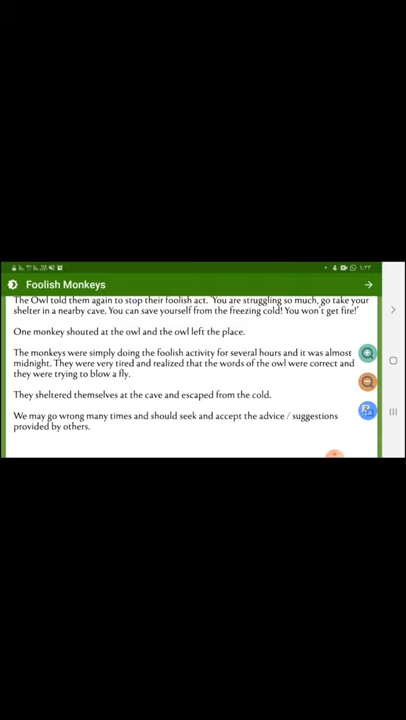 ١:٢٣
Foolish Monkeys
The Owl told them again to stop their foolish act. 'You are struggling so much, go take your
shelter in a nearby cave. You can save yourself from the freezing cold! You won't get fire!'
One monkey shouted at the owl and the owl left the place.
The monkeys were simply doing the foolish activity for several hours and it was almost
midnight. They were very tired and realized that the words of the owl were correct and
they were trying to blow a fly.
They sheltered themselves at the cave and escaped from the cold.
We may go wrong many times and should seek and accept the advice / suggestions
provided by others.